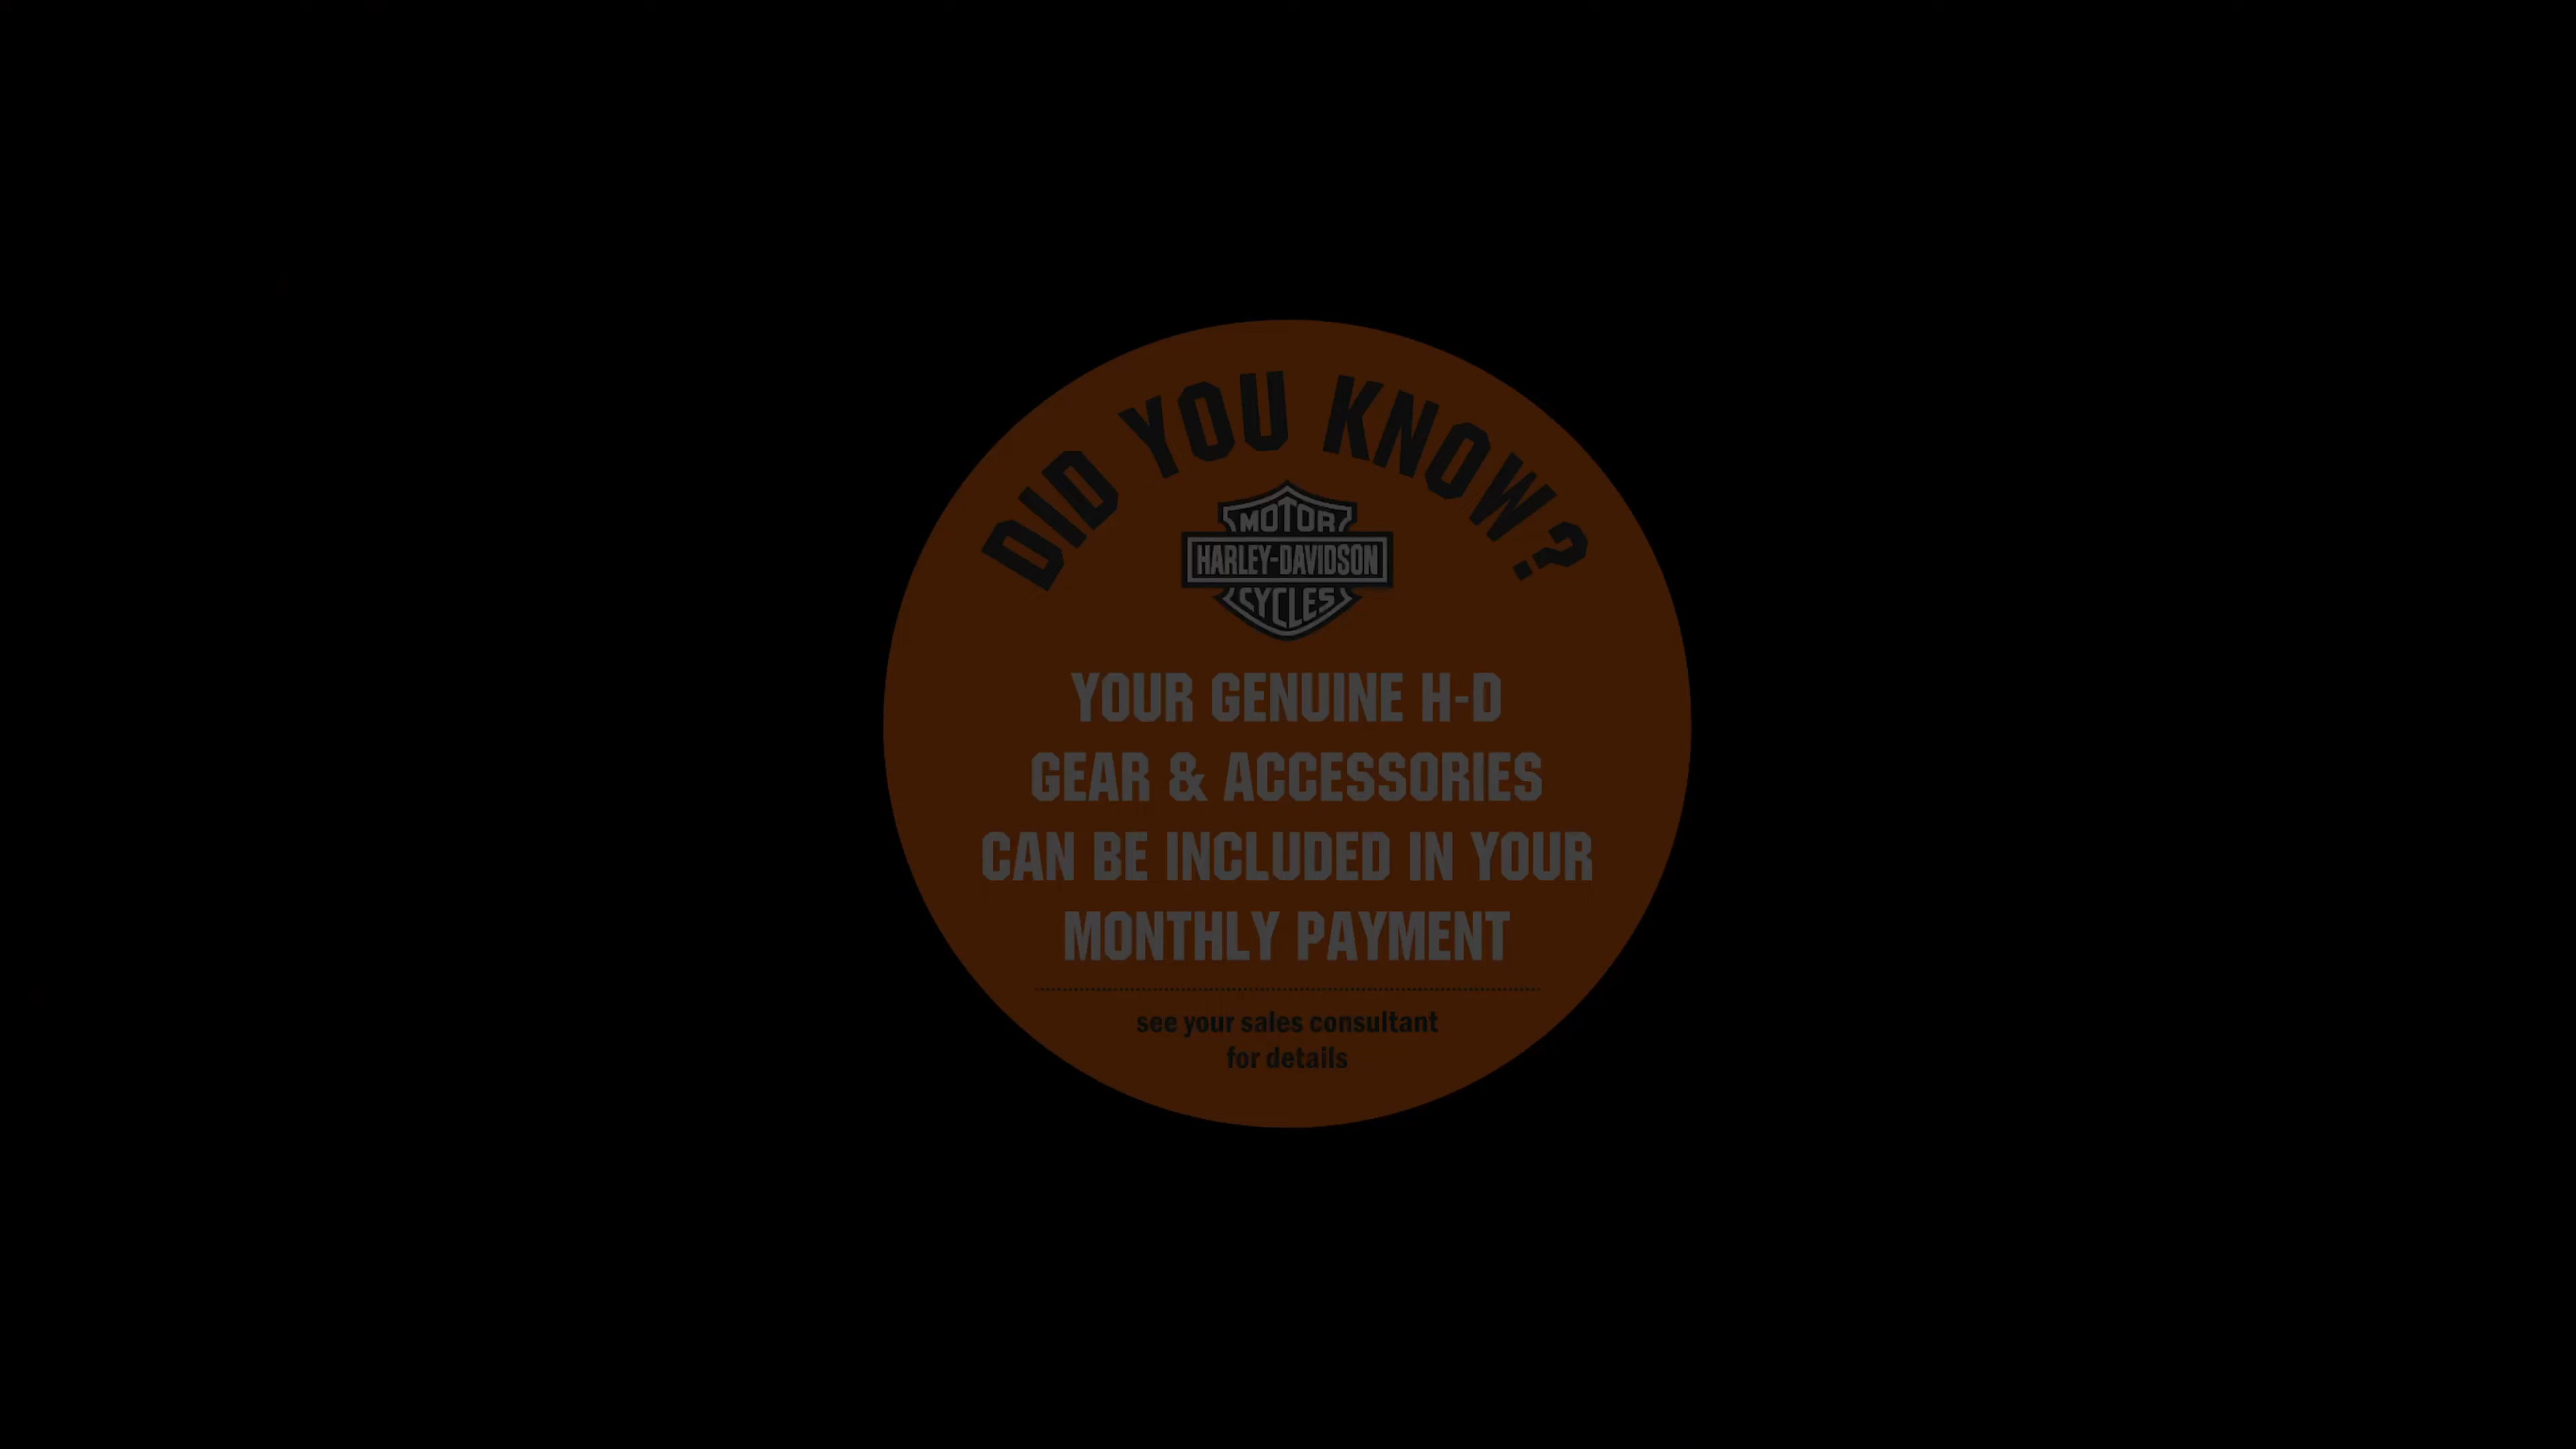 DID YOU KNOW?
MOTOR
HARLEY-DAVIDSON
CYCLES
YOUR GENUINE H-D
GEAR & ACCESSORIES
CAN BE INCLUDED IN YOUR
MONTHLY PAYMENT
see your sales consultant
for details